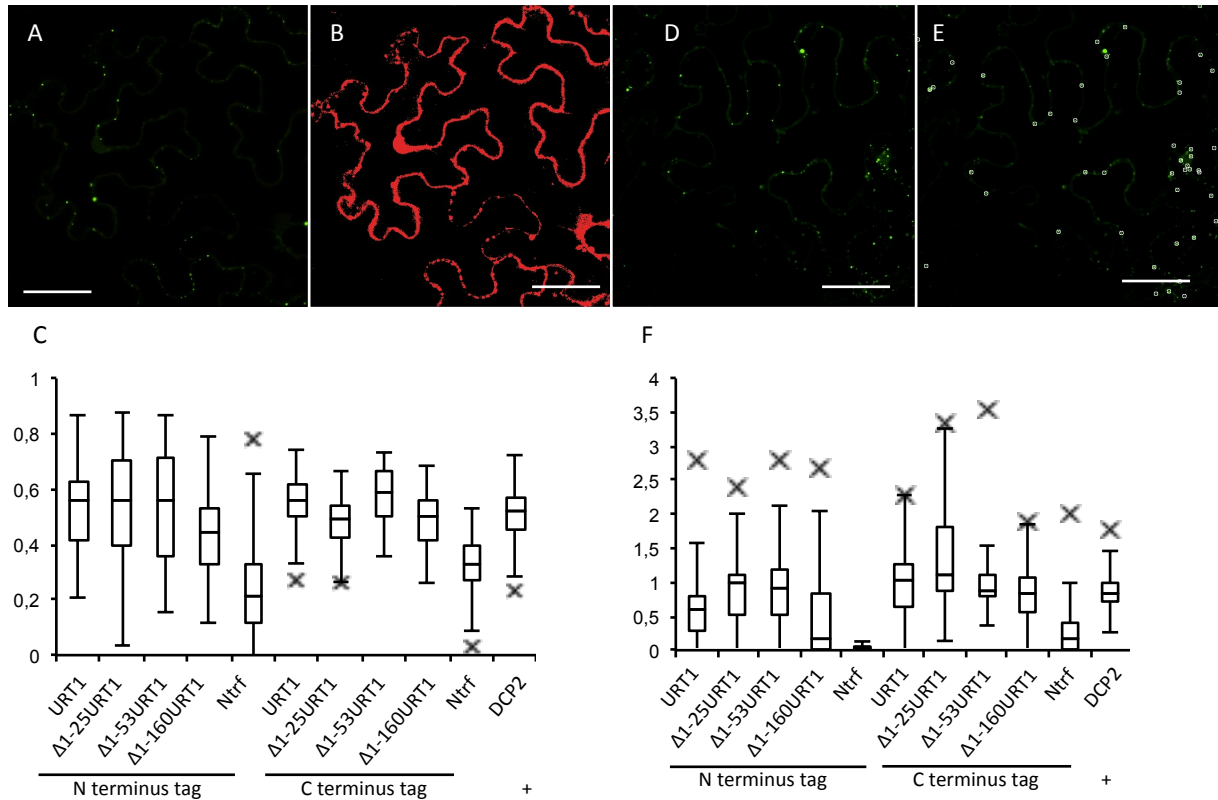 A
B
D
E
C
F
1
0,8
0,6
0,4
0,2
0
URT1
Δ1-25URT1
Δ1-53URT1
Δ1-160URT1
Ntrf
URT1
Δ1-25URT1
Δ1-53URT1
Δ1-160URT1
Ntrf
DCP2
N terminus tag
C terminus tag
+
4
3,5
3
2,5
2
1,5
1
0,5
0
URT1
Δ1-25URT1
Δ1-53URT1
Δ1-160URT1
Ntrf
URT1
Δ1-25URT1
Δ1-53URT1
Δ1-160URT1
Ntrf
DCP2
N terminus tag
C terminus tag
+